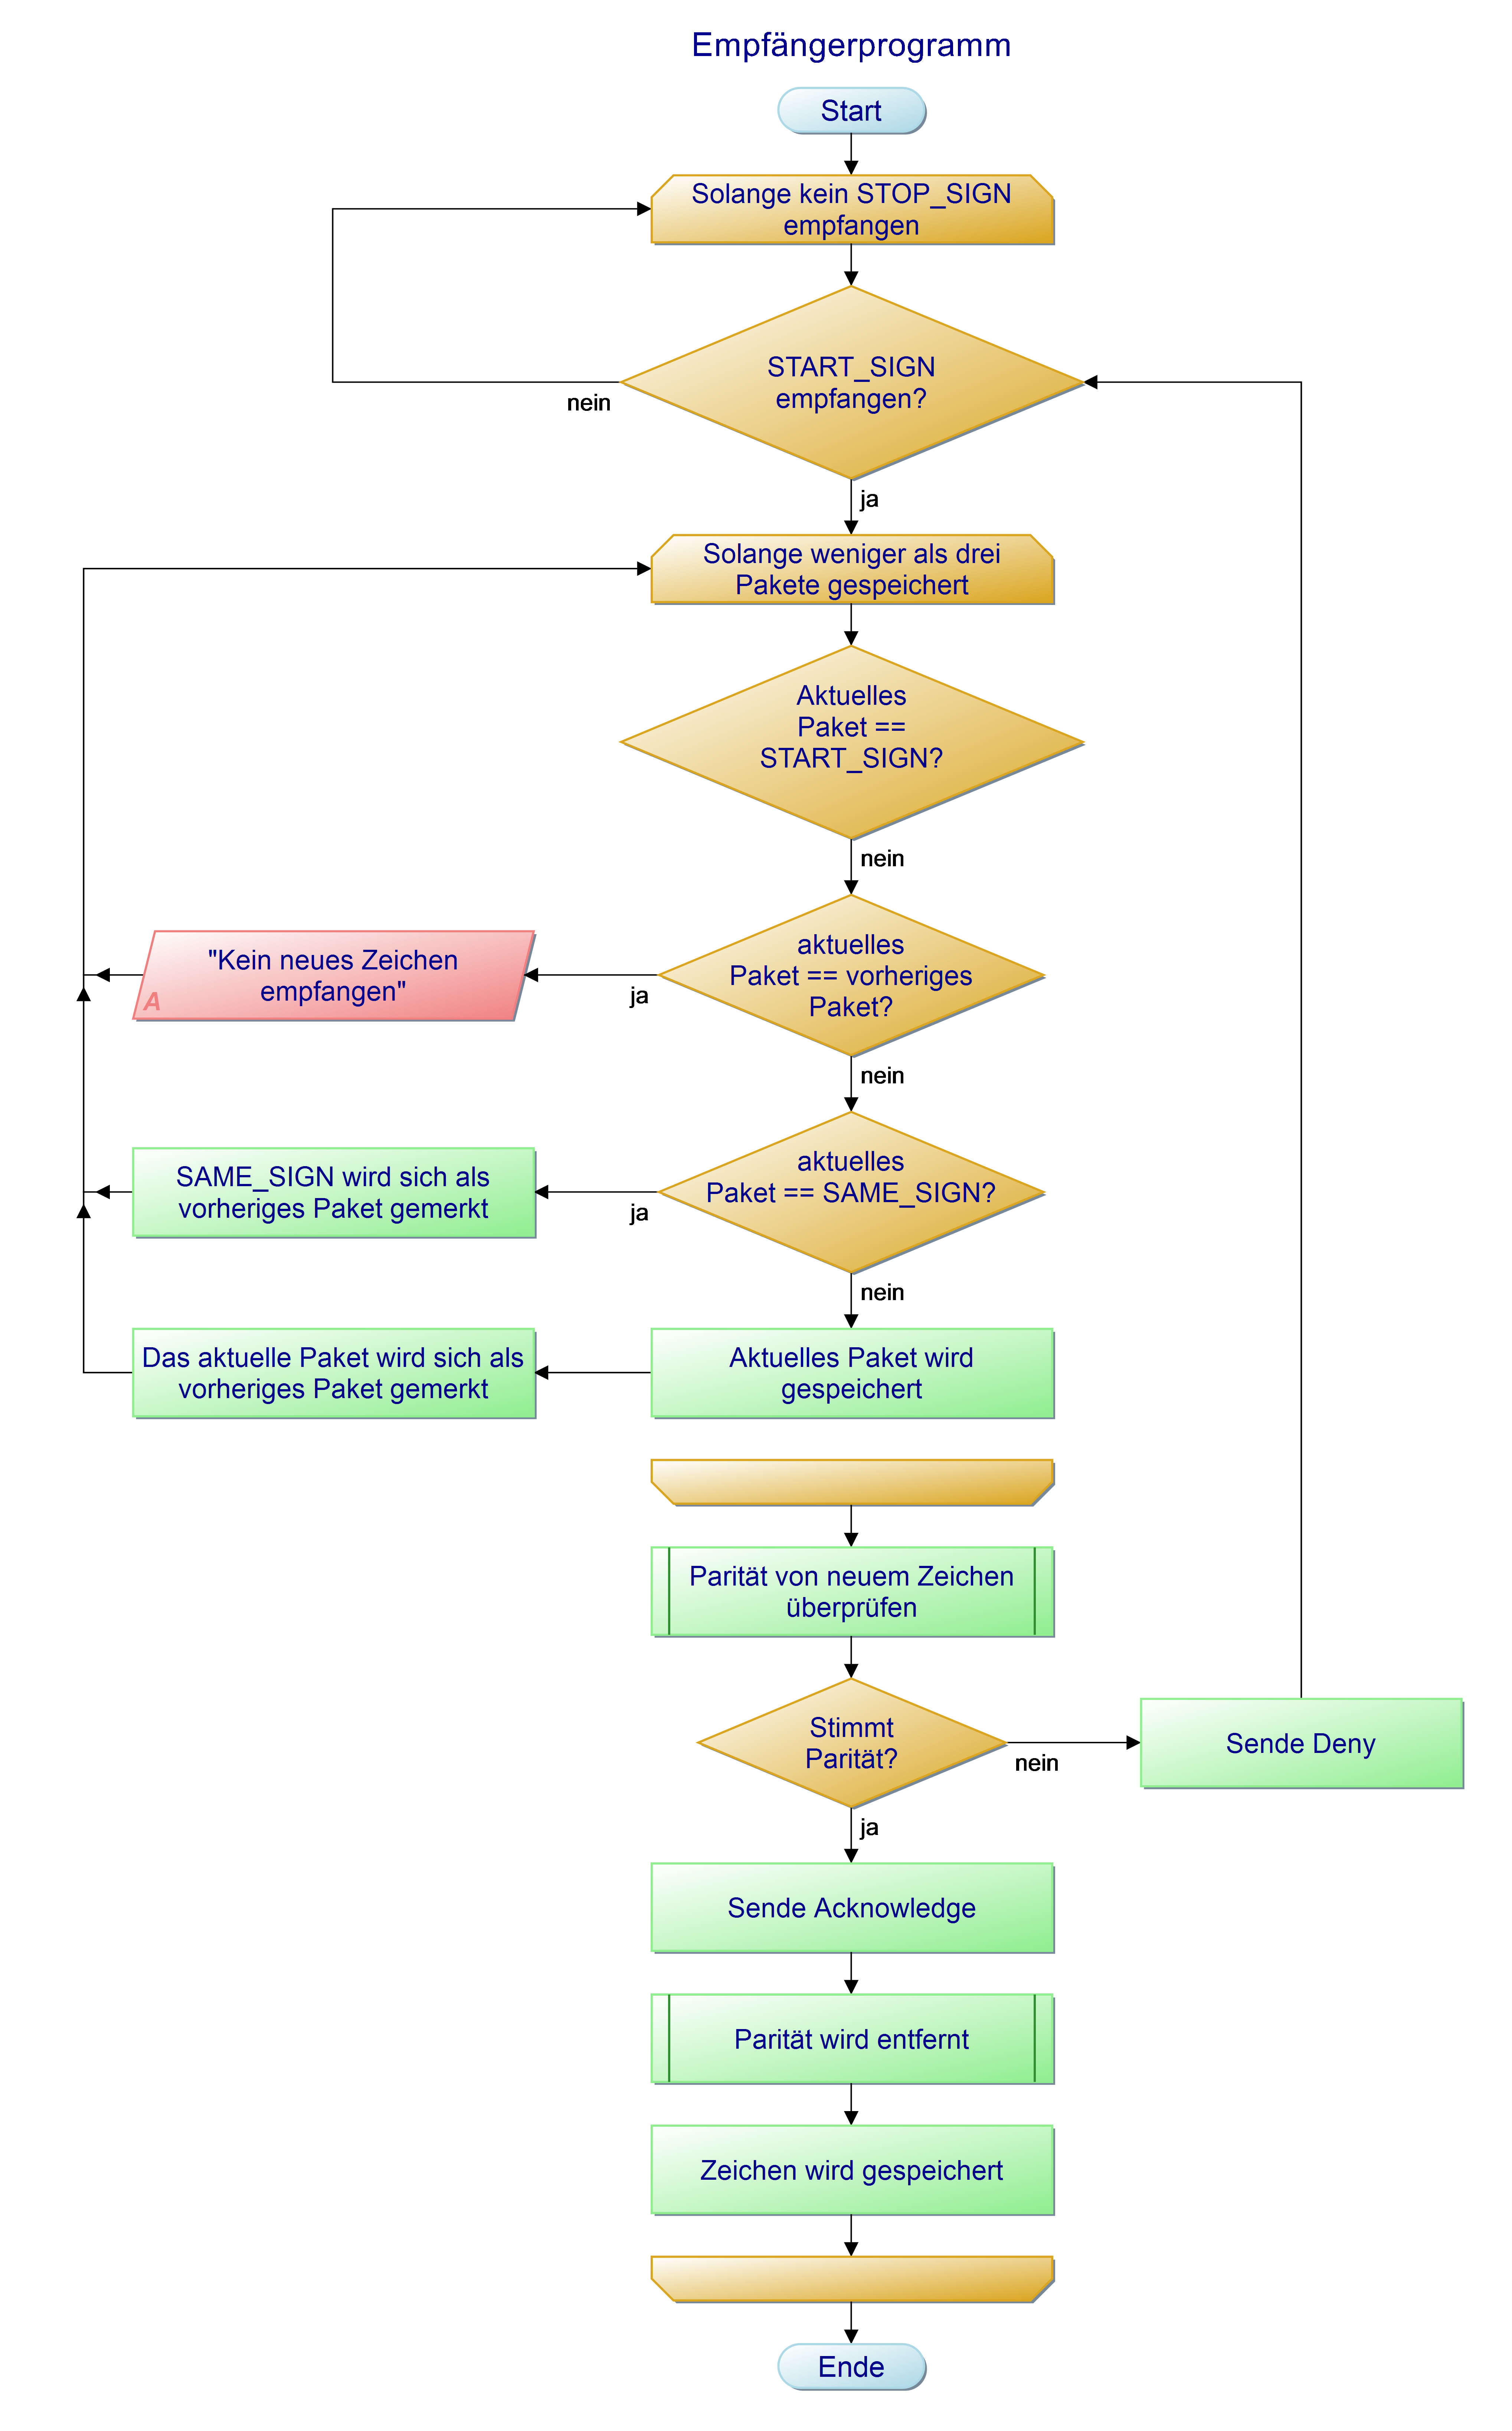 Empfängerprogramm
Start
Solange kein STOP_SIGN
empfangen
START_SIGN
empfangen?
nein
ja
Solange weniger als drei
Pakete gespeichert
Aktuelles
Paket ==
START_SIGN?
nein
aktuelles
Paket == vorheriges
Paket?
ja
"Kein neues Zeichen
empfangen"
A
nein
aktuelles
Paket == SAME_SIGN?
ja
SAME_SIGN wird sich als
vorheriges Paket gemerkt
nein
Aktuelles Paket wird
gespeichert
Das aktuelle Paket wird sich als
vorheriges Paket gemerkt
Parität von neuem Zeichen
überprüfen
Stimmt
Parität?
nein
Sende Deny
ja
Sende Acknowledge
Parität wird entfernt
Zeichen wird gespeichert
Ende